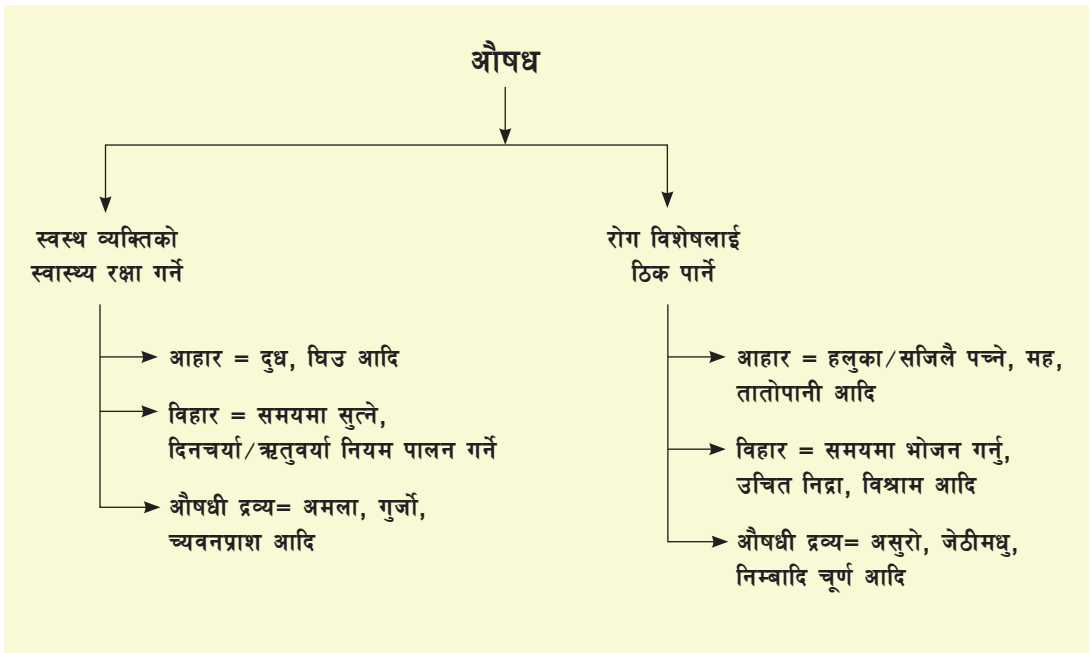 औषध
स्वस्थ व्यक्तिको
स्वास्थ्य रक्षा गर्ने
आहार = दुध, घिउ आदि
विहार = समयमा सुत्ने,
दिनचर्या/ऋतुवर्या नियम पालन गर्ने
औषधी द्रव्य= अमला, गुर्जो,
च्यवनप्राश आदि
रोग विशेषलाई
ठिक पार्ने
आहार = हलुका/सजिलै पच्ने, मह,
तातोपानी आदि
विहार = समयमा भोजन गर्नु,
उचित निद्रा, विश्राम आदि
औषधी द्रव्य= असुरो, जेठीमधु,
निम्बादि चूर्ण आदि